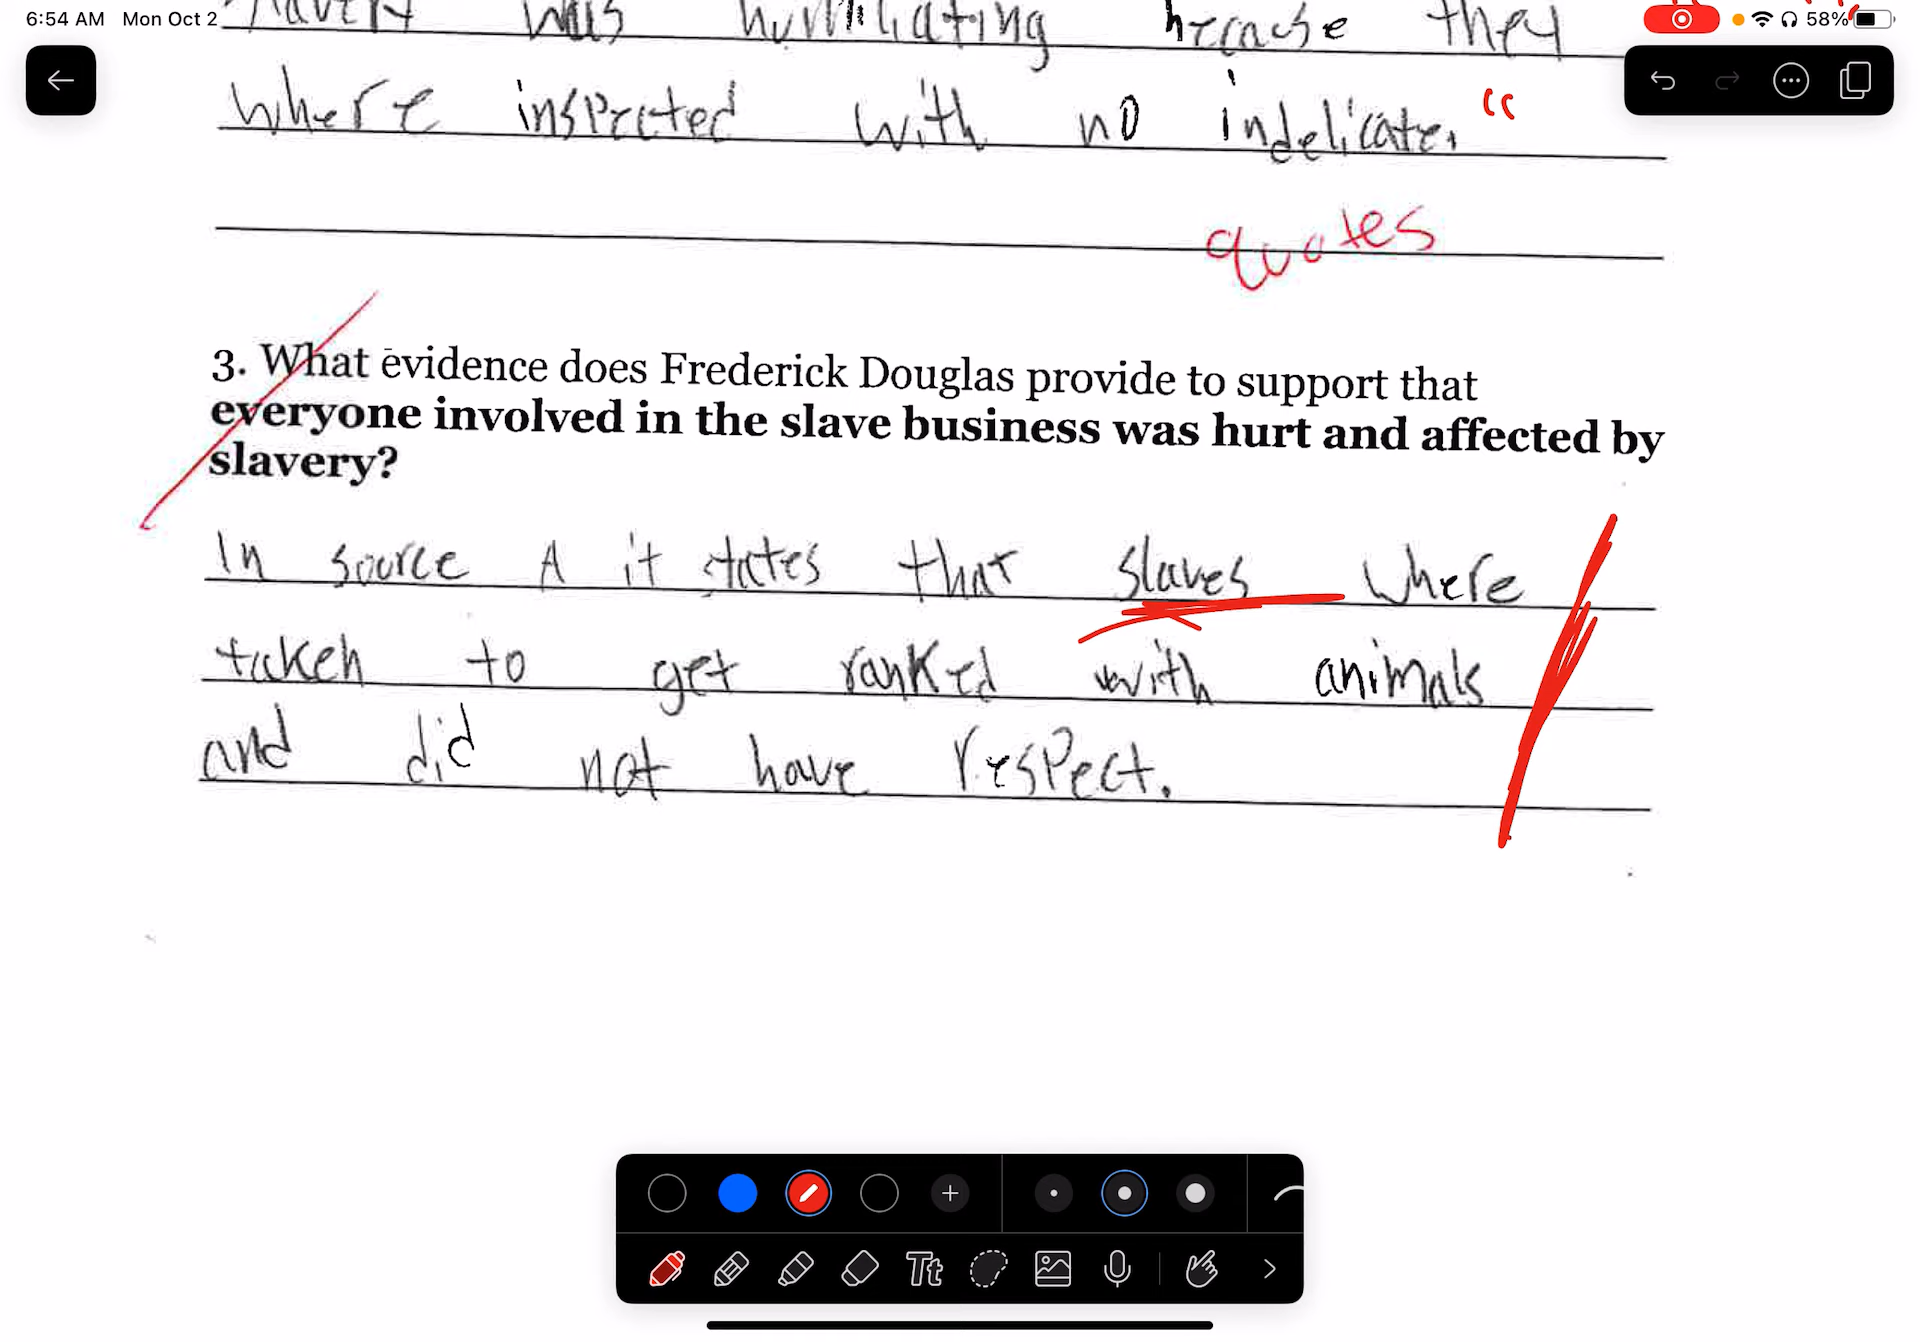 6:54 AM Mon Oct 2
58%
was humiliating because they
where inspected with no indelicate. "
quotes
3. What evidence does Frederick Douglas provide to support that
everyone involved in the slave business was hurt and affected by
slavery?
In source A it states that slaves where
taken to get ranked with animals
and did not have respect.
Tt